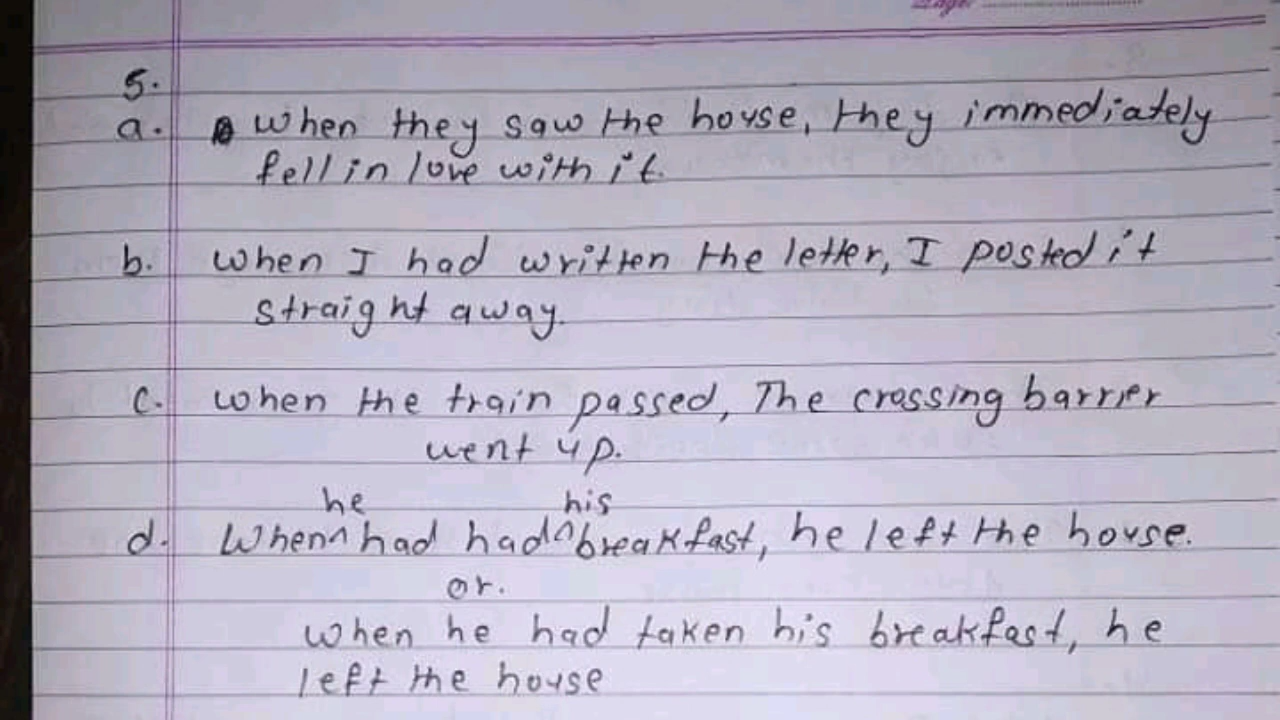 Page:
5.
a. When they saw the house, they immediately
fell in love with it.
b. when I had written the letter, I posted it
straight away.
c. when the train passed, The crossing barrier
went up.
he his
d. When^ had had^ breakfast, he left the house.
or.
when he had taken his breakfast, he
left the house